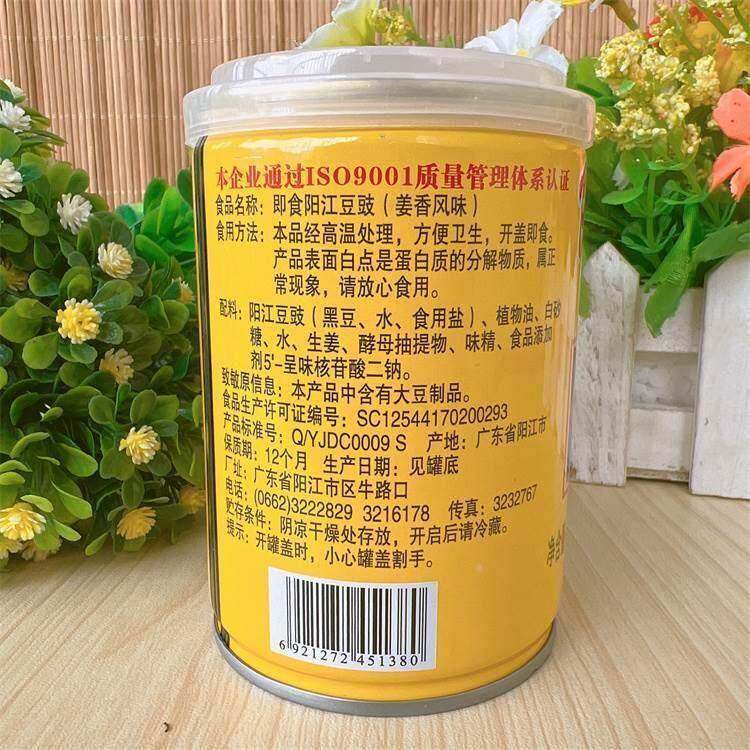 本企业通过ISO9001质量管理体系认证
食品名称：即食阳江豆豉（姜香风味）
食用方法：本品经高温处理，方便卫生，开盖即食。
产品表面白点是蛋白质的分解物质，属正
常现象，请放心食用。
配料：阳江豆豉（黑豆、水、食用盐）、植物油、白砂
糖、水、生姜、酵母抽提物、味精、食品添加
剂5'-呈味核苷酸二钠。
致敏原信息：本产品中含有大豆制品。
食品生产许可证编号：SC12544170200293
产品标准号：Q/YJDC0009 S 产地：广东省阳江市
保质期：12个月 生产日期：见罐底
厂址：广东省阳江市区牛路口
电话：(0662)3222829 3216178 传真：3232767
贮存条件：阴凉干燥处存放，开启后请冷藏。
提示：开罐盖时，小心罐盖割手。
净含
6 921272 451380